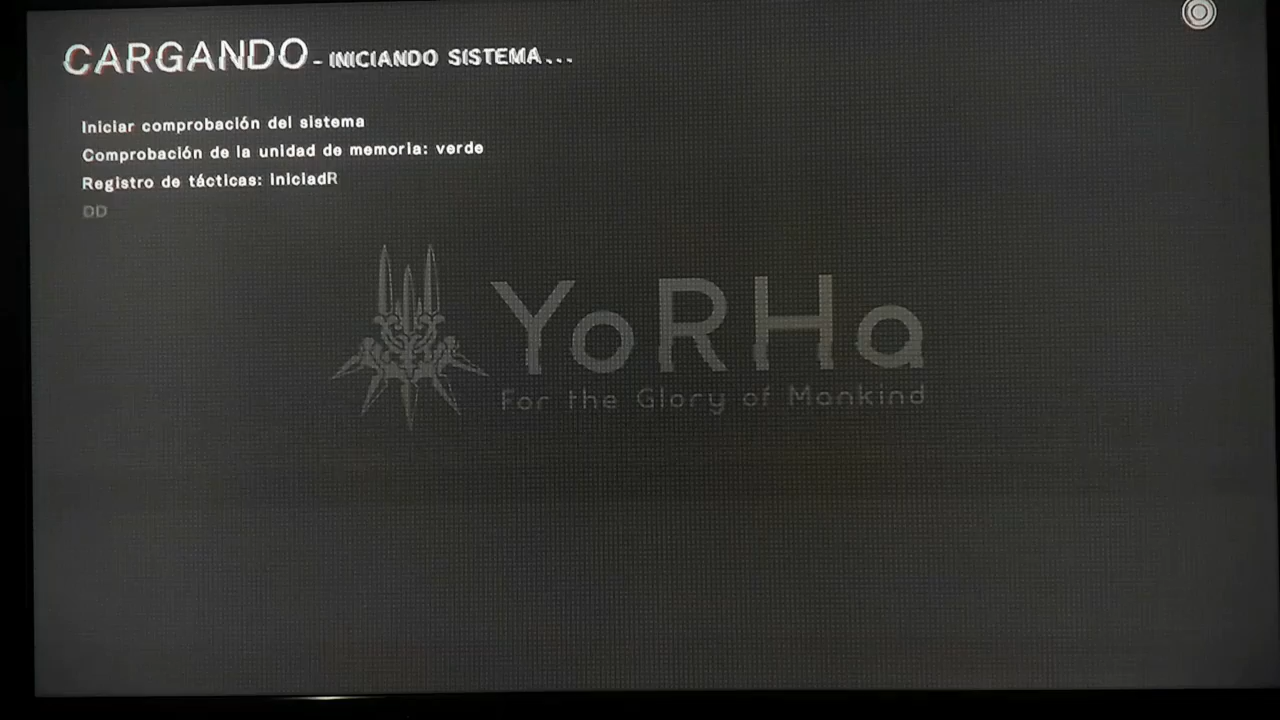 CARGANDO - INICIANDO SISTEMA...
Iniciar comprobación del sistema
Comprobación de la unidad de memoria: verde
Registro de tácticas: IniciadR
DD
YoRHa
For the Glory of Mankind